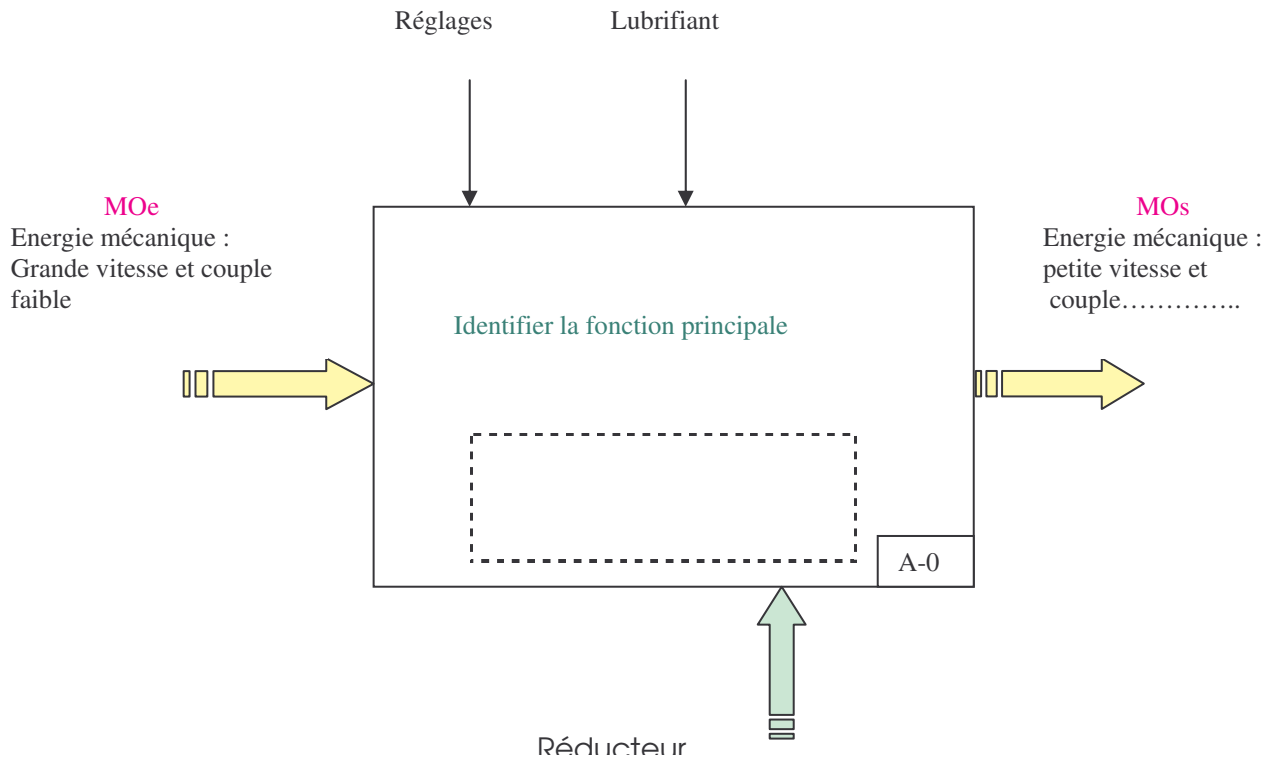 Réglages
Lubrifiant
MOe
Energie mécanique :
Grande vitesse et couple
faible
MOs
Energie mécanique :
petite vitesse et
couple…………..
Identifier la fonction principale
A-0
Réducteur